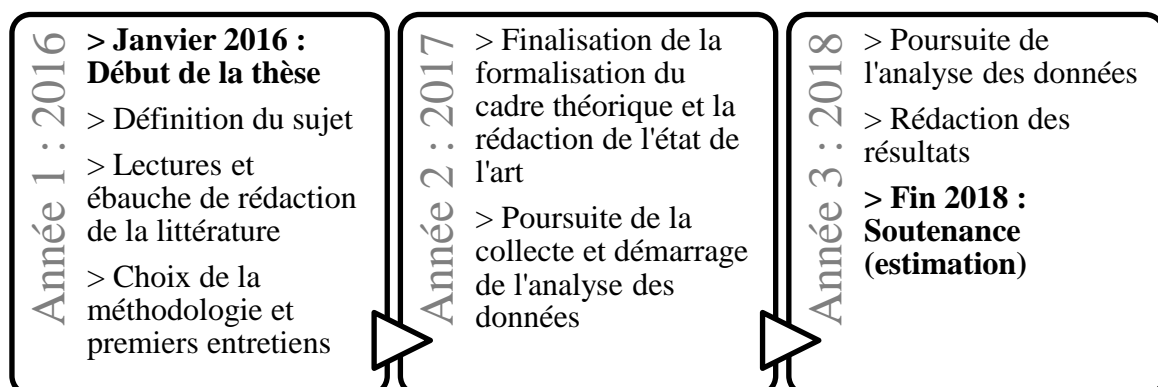 Année 1 : 2016
> Janvier 2016 :
Début de la thèse
> Définition du sujet
> Lectures et
ébauche de rédaction
de la littérature
> Choix de la
méthodologie et
premiers entretiens
Année 2 : 2017
> Finalisation de la
formalisation du
cadre théorique et la
rédaction de l'état de
l'art
> Poursuite de la
collecte et démarrage
de l'analyse des
données
Année 3 : 2018
> Poursuite de
l'analyse des données
> Rédaction des
résultats
> Fin 2018 :
Soutenance
(estimation)